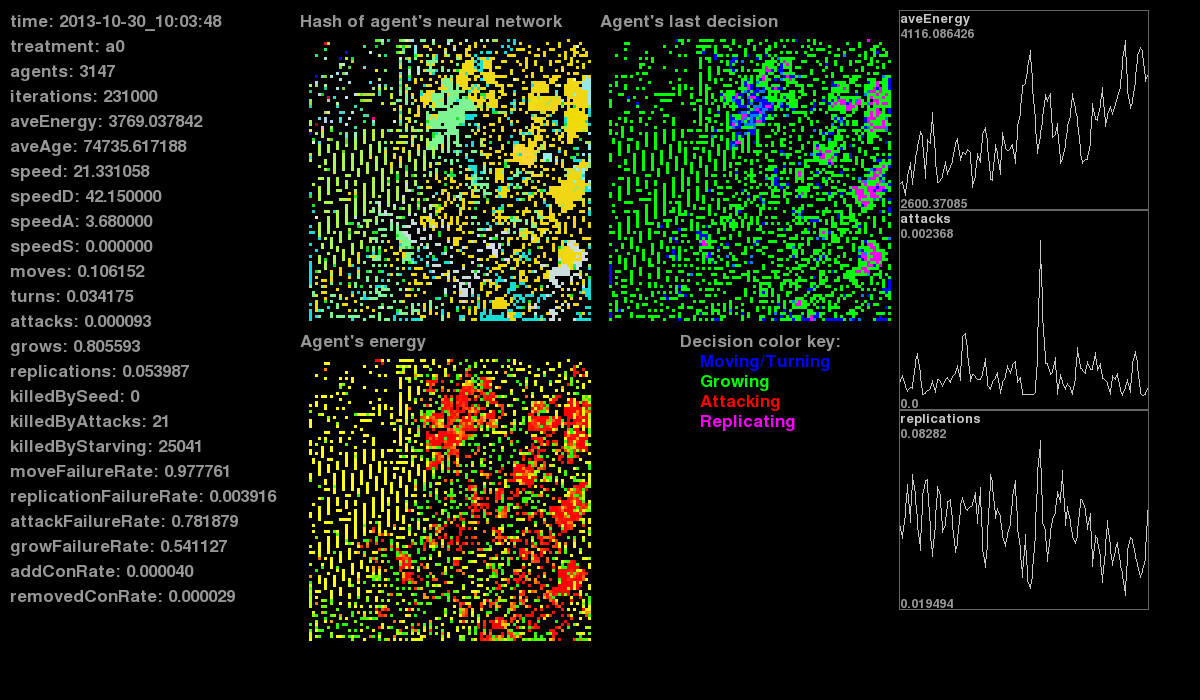 time: 2013-10-30_10:03:48
treatment: a0
agents: 3147
iterations: 231000
aveEnergy: 3769.037842
aveAge: 74735.617188
speed: 21.331058
speedD: 42.150000
speedA: 3.680000
speedS: 0.000000
moves: 0.106152
turns: 0.034175
attacks: 0.000093
grows: 0.805593
replications: 0.053987
killedBySeed: 0
killedByAttacks: 21
killedByStarving: 25041
moveFailureRate: 0.977761
replicationFailureRate: 0.003916
attackFailureRate: 0.781879
growFailureRate: 0.541127
addConRate: 0.000040
removedConRate: 0.000029
Hash of agent's neural network
Agent's last decision
Agent's energy
Decision color key:
Moving/Turning
Growing
Attacking
Replicating
aveEnergy
4116.086426
2600.37085
attacks
0.002368
0.0
replications
0.08282
0.019494